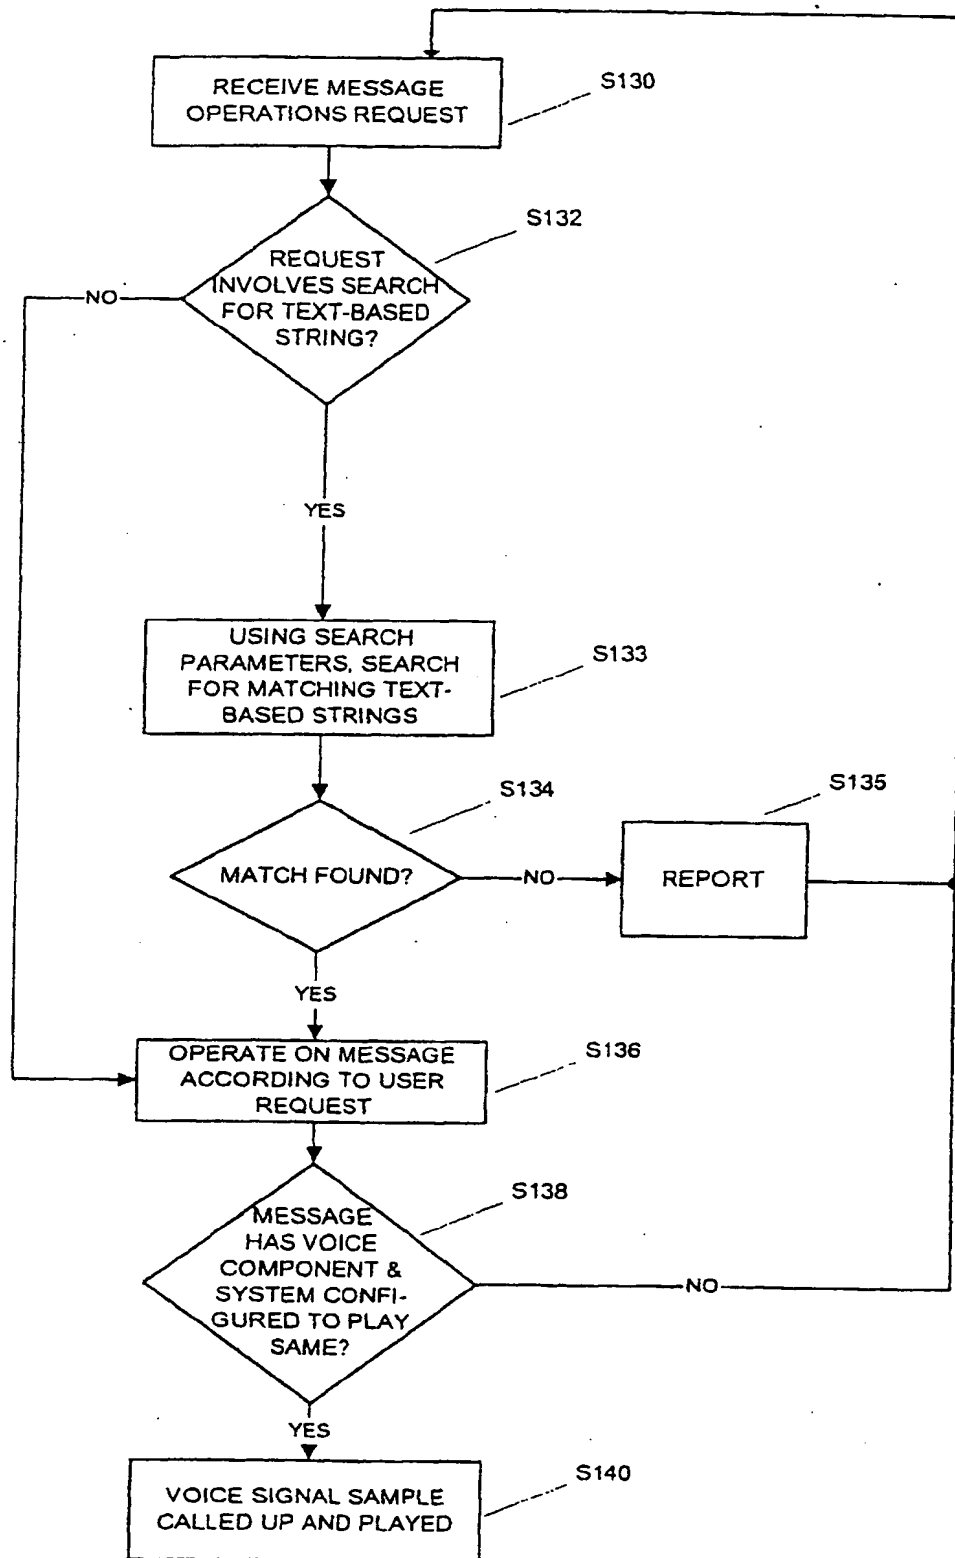 RECEIVE MESSAGE
OPERATIONS REQUEST
S130
S132
REQUEST
INVOLVES SEARCH
FOR TEXT-BASED
STRING?
NO
YES
USING SEARCH
PARAMETERS, SEARCH
FOR MATCHING TEXT-
BASED STRINGS
S133
S134
MATCH FOUND?
NO
S135
REPORT
YES
OPERATE ON MESSAGE
ACCORDING TO USER
REQUEST
S136
S138
MESSAGE
HAS VOICE
COMPONENT &
SYSTEM CONFI-
GURED TO PLAY
SAME?
NO
YES
VOICE SIGNAL SAMPLE
CALLED UP AND PLAYED
S140